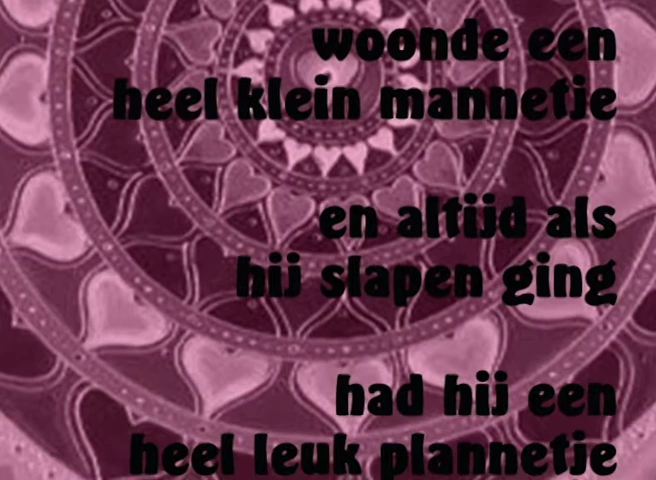 woonde een
heel klein mannetje
en altijd als
hij slapen ging
had hij een
heel leuk plannetje